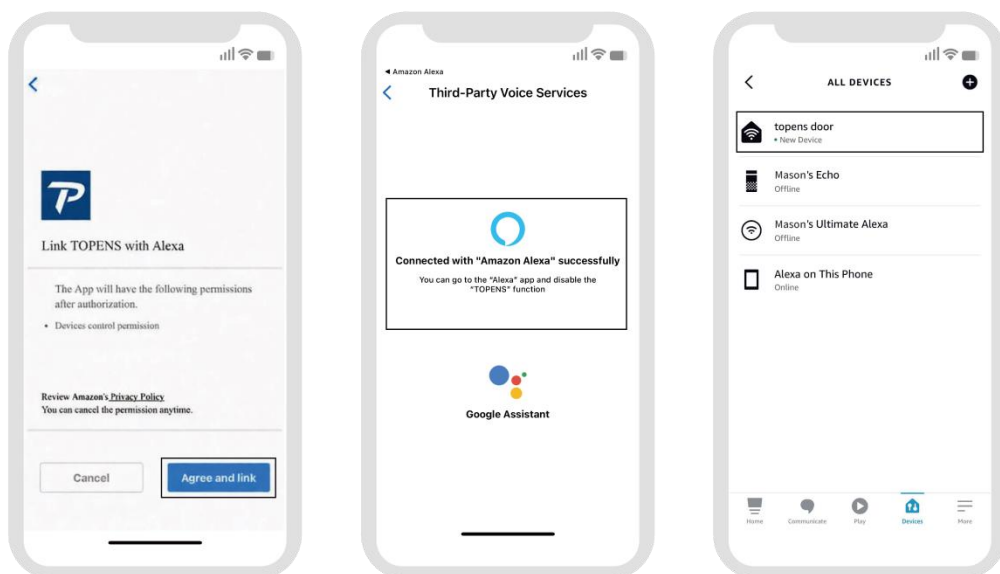 Link TOPENS with Alexa
The App will have the following permissions
after authorization.
• Devices control permission
Review Amazon's Privacy Policy
You can cancel the permission anytime.
Cancel
Agree and link
◀ Amazon Alexa
Third-Party Voice Services
Connected with "Amazon Alexa" successfully
You can go to the "Alexa" app and disable the
"TOPENS" function
Google Assistant
ALL DEVICES
topens door
• New Device
Mason's Echo
Offline
Mason's Ultimate Alexa
Offline
Alexa on This Phone
Online
Home
Communicate
Play
Devices
More